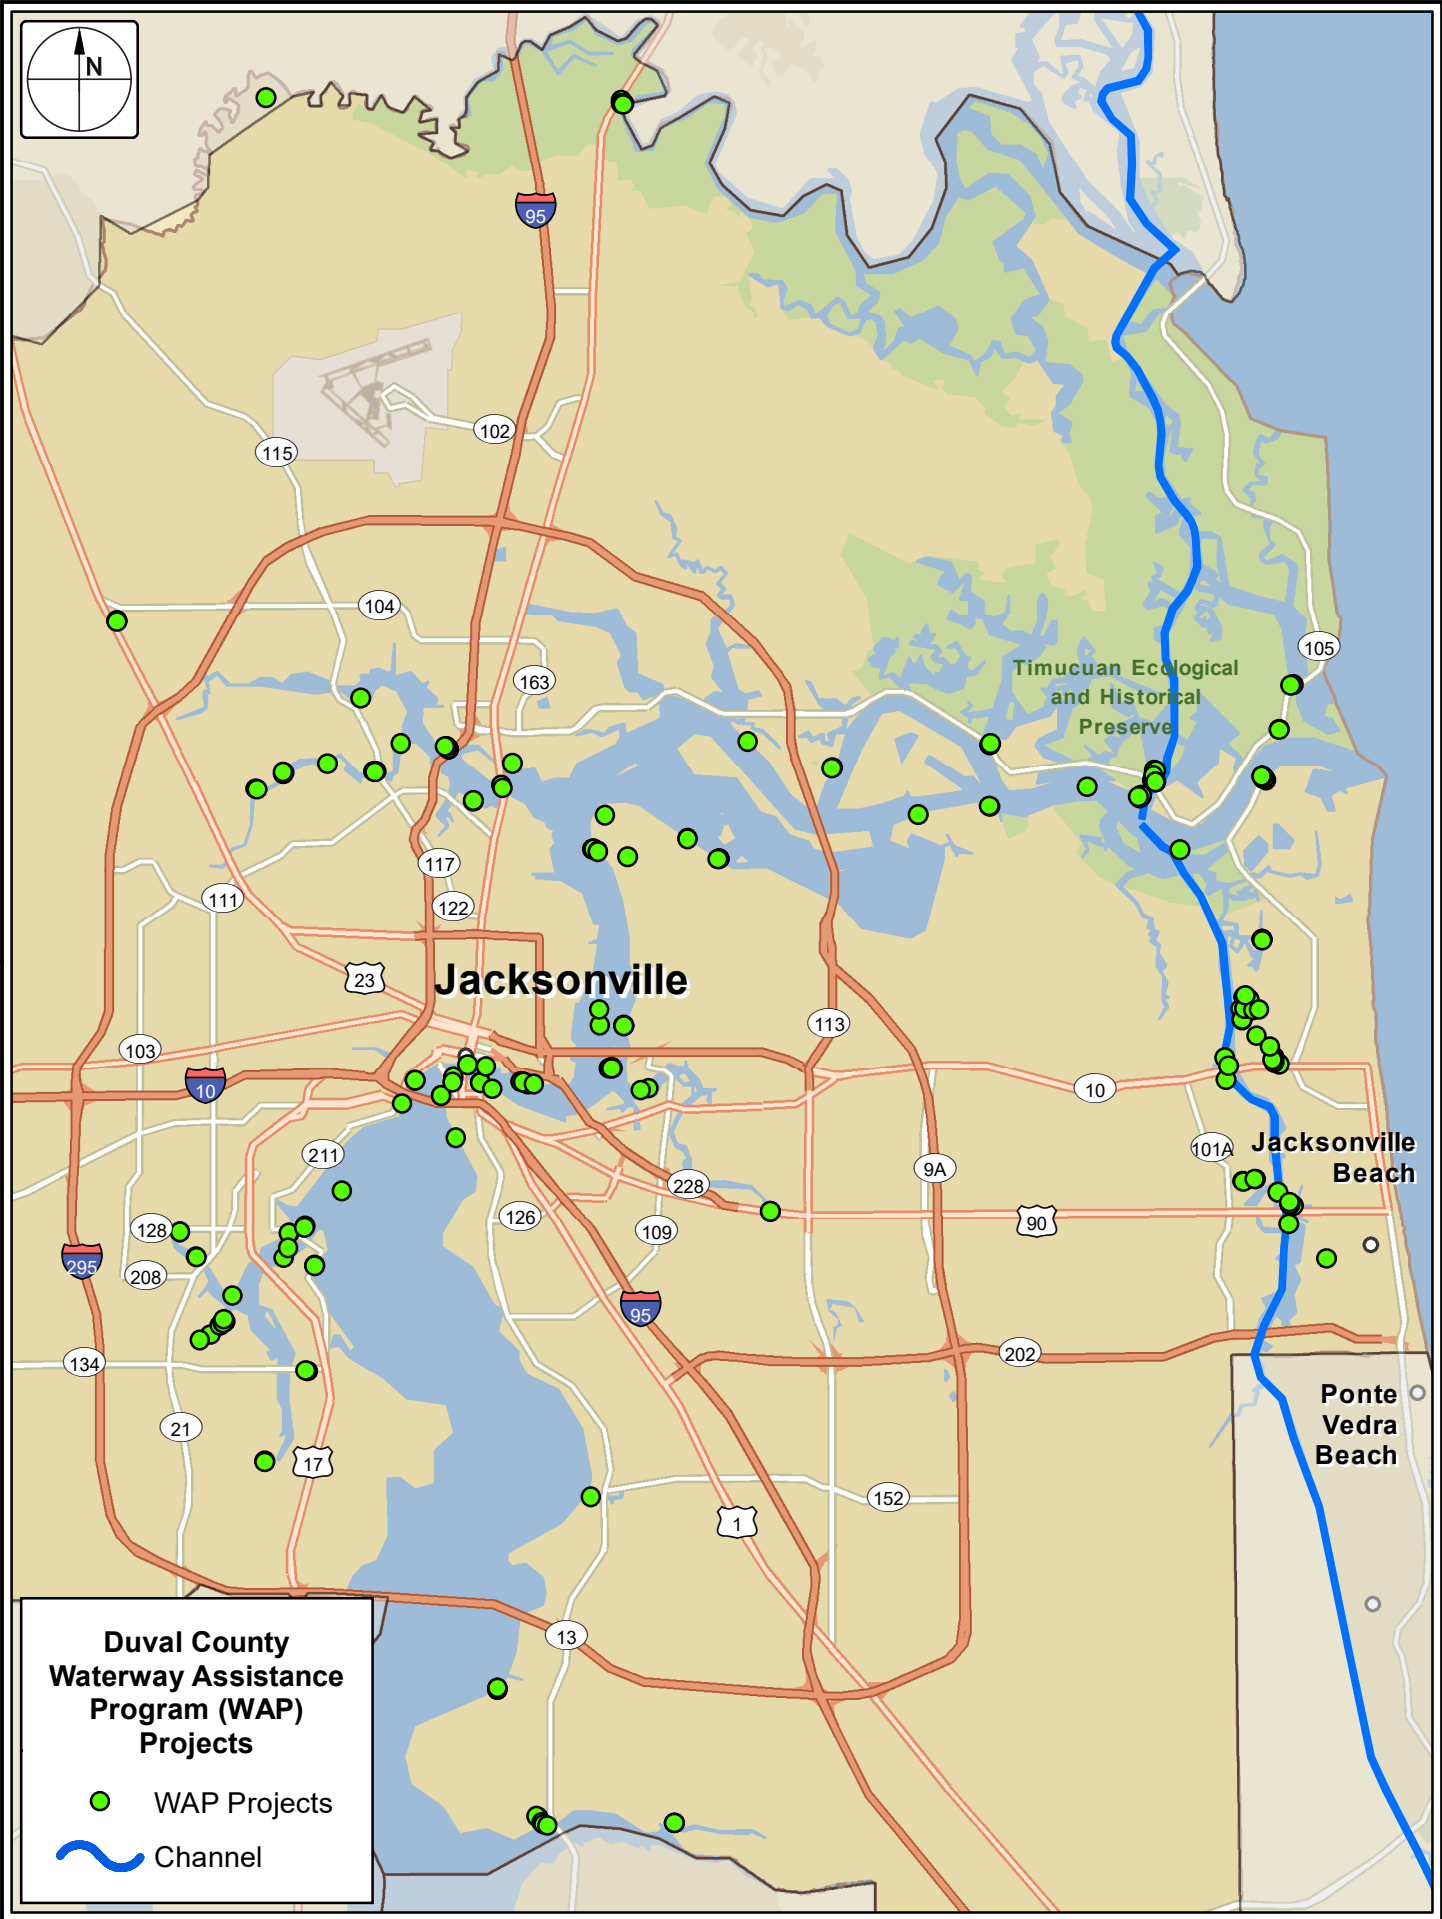 N
95
102
115
104
105
163
Timucuan Ecological
and Historical
Preserve
117
111
122
23
Jacksonville
113
103
10
10
101A
Jacksonville
Beach
211
9A
228
126
109
90
128
208
295
95
134
202
Ponte
Vedra
Beach
21
17
152
1
13
Duval County
Waterway Assistance
Program (WAP)
Projects
WAP Projects
Channel